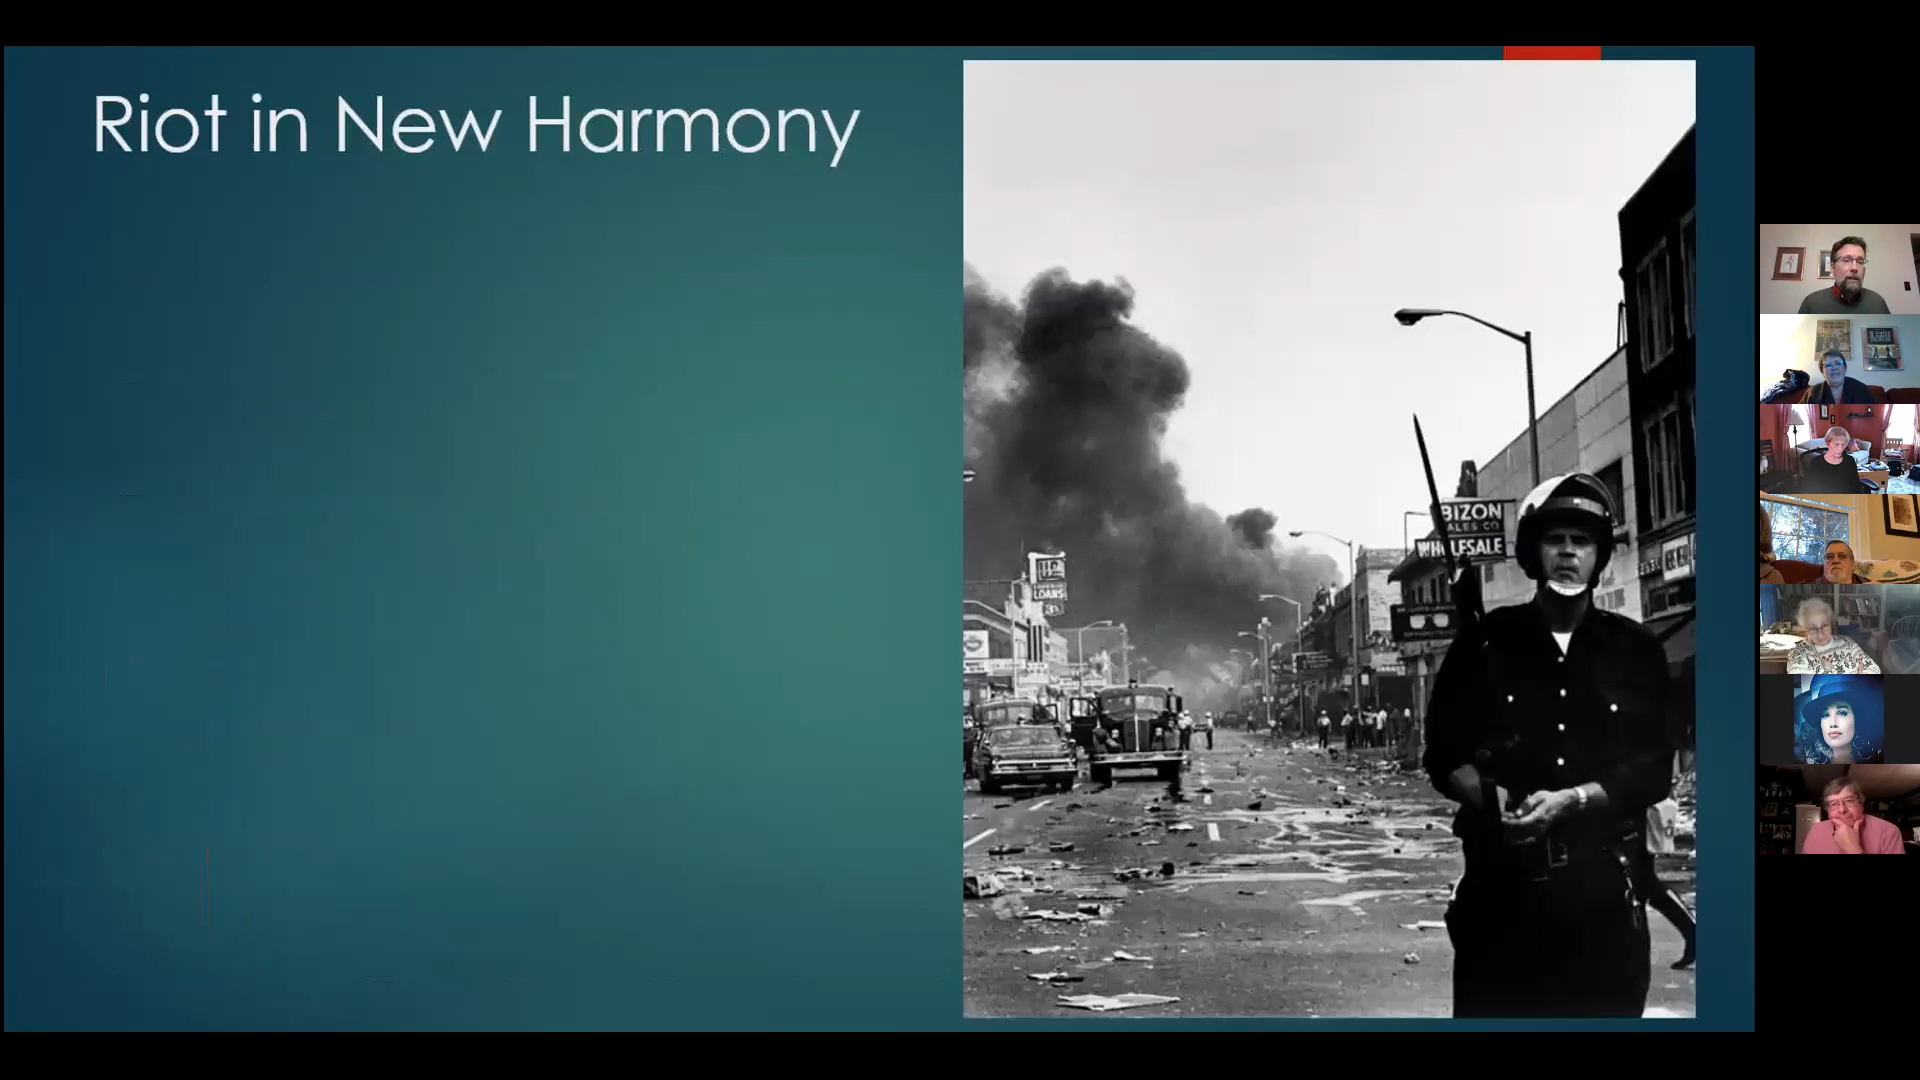 Riot in New Harmony
BIZON
ALES CO
WHOLESALE
LOANS